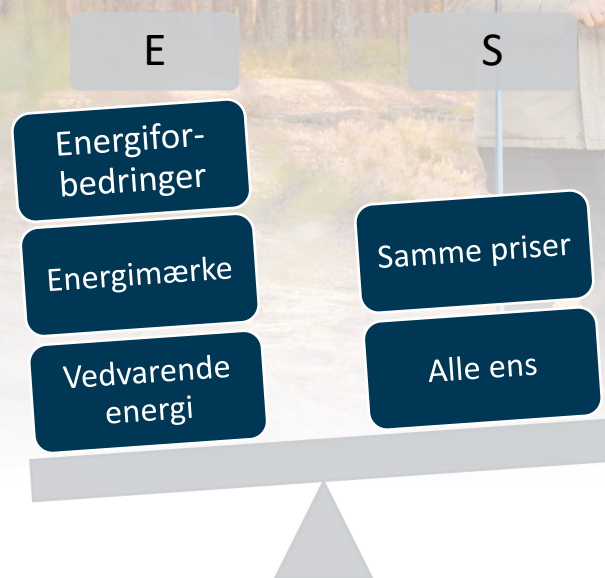 E
S
Energifor-
bedringer
Energimærke
Vedvarende
energi
Samme priser
Alle ens